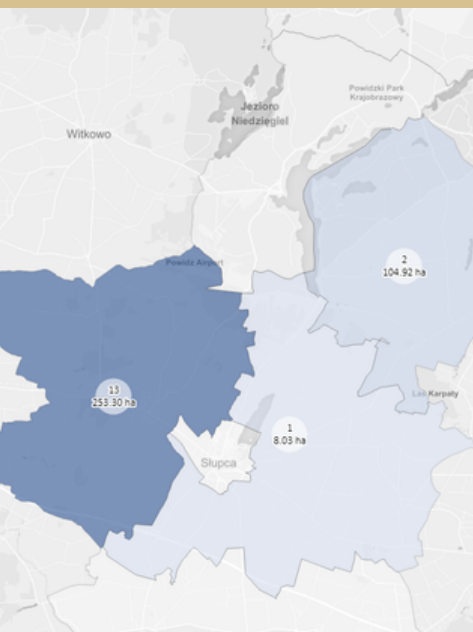 Powidzki Park
Krajobrazowy
Jezioro
Niedzięgiel
Witkowo
Powidz Airport
2
104.92 ha
13
253.30 ha
Las Karpaty
1
8.03 ha
Słupca